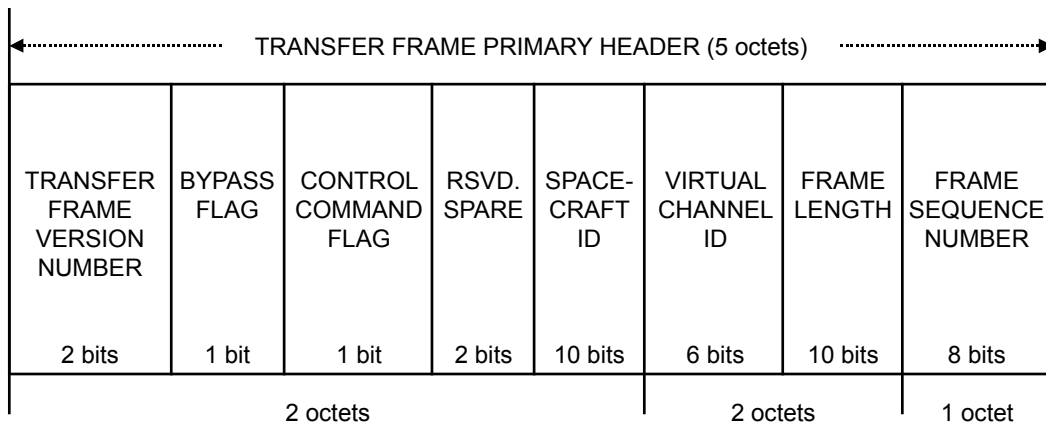 TRANSFER FRAME PRIMARY HEADER (5 octets)
TRANSFER
FRAME
VERSION
NUMBER
2 bits
BYPASS
FLAG
1 bit
CONTROL
COMMAND
FLAG
1 bit
RSVD.
SPARE
2 bits
SPACE-
CRAFT
ID
10 bits
VIRTUAL
CHANNEL
ID
6 bits
FRAME
LENGTH
10 bits
FRAME
SEQUENCE
NUMBER
8 bits
2 octets
2 octets
1 octet